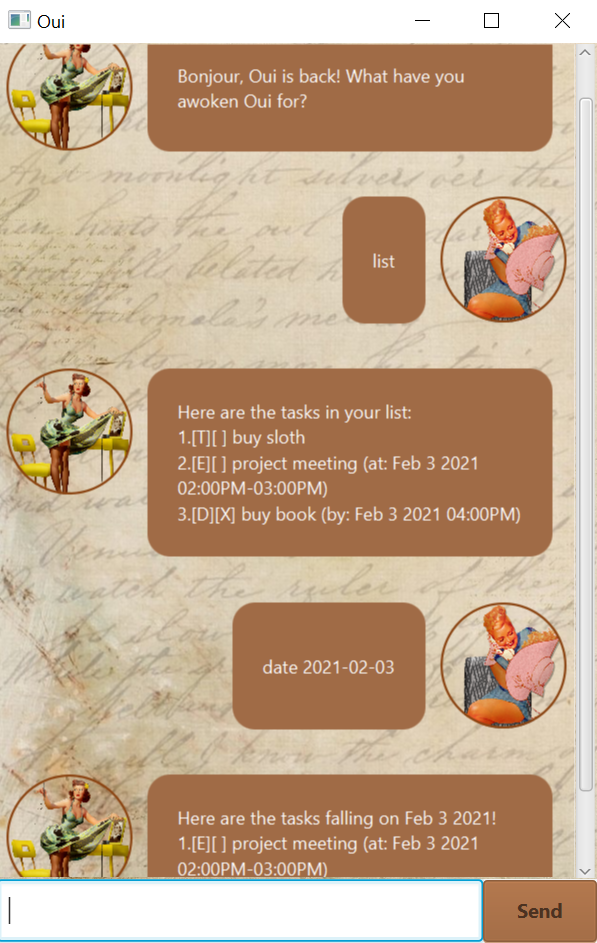 Oui
Bonjour, Oui is back! What have you
awoken Oui for?
list
Here are the tasks in your list:
1.[T][ ] buy sloth
2.[E][ ] project meeting (at: Feb 3 2021
02:00PM-03:00PM)
3.[D][X] buy book (by: Feb 3 2021 04:00PM)
date 2021-02-03
Here are the tasks falling on Feb 3 2021!
1.[E][ ] project meeting (at: Feb 3 2021
02:00PM-03:00PM)
Send